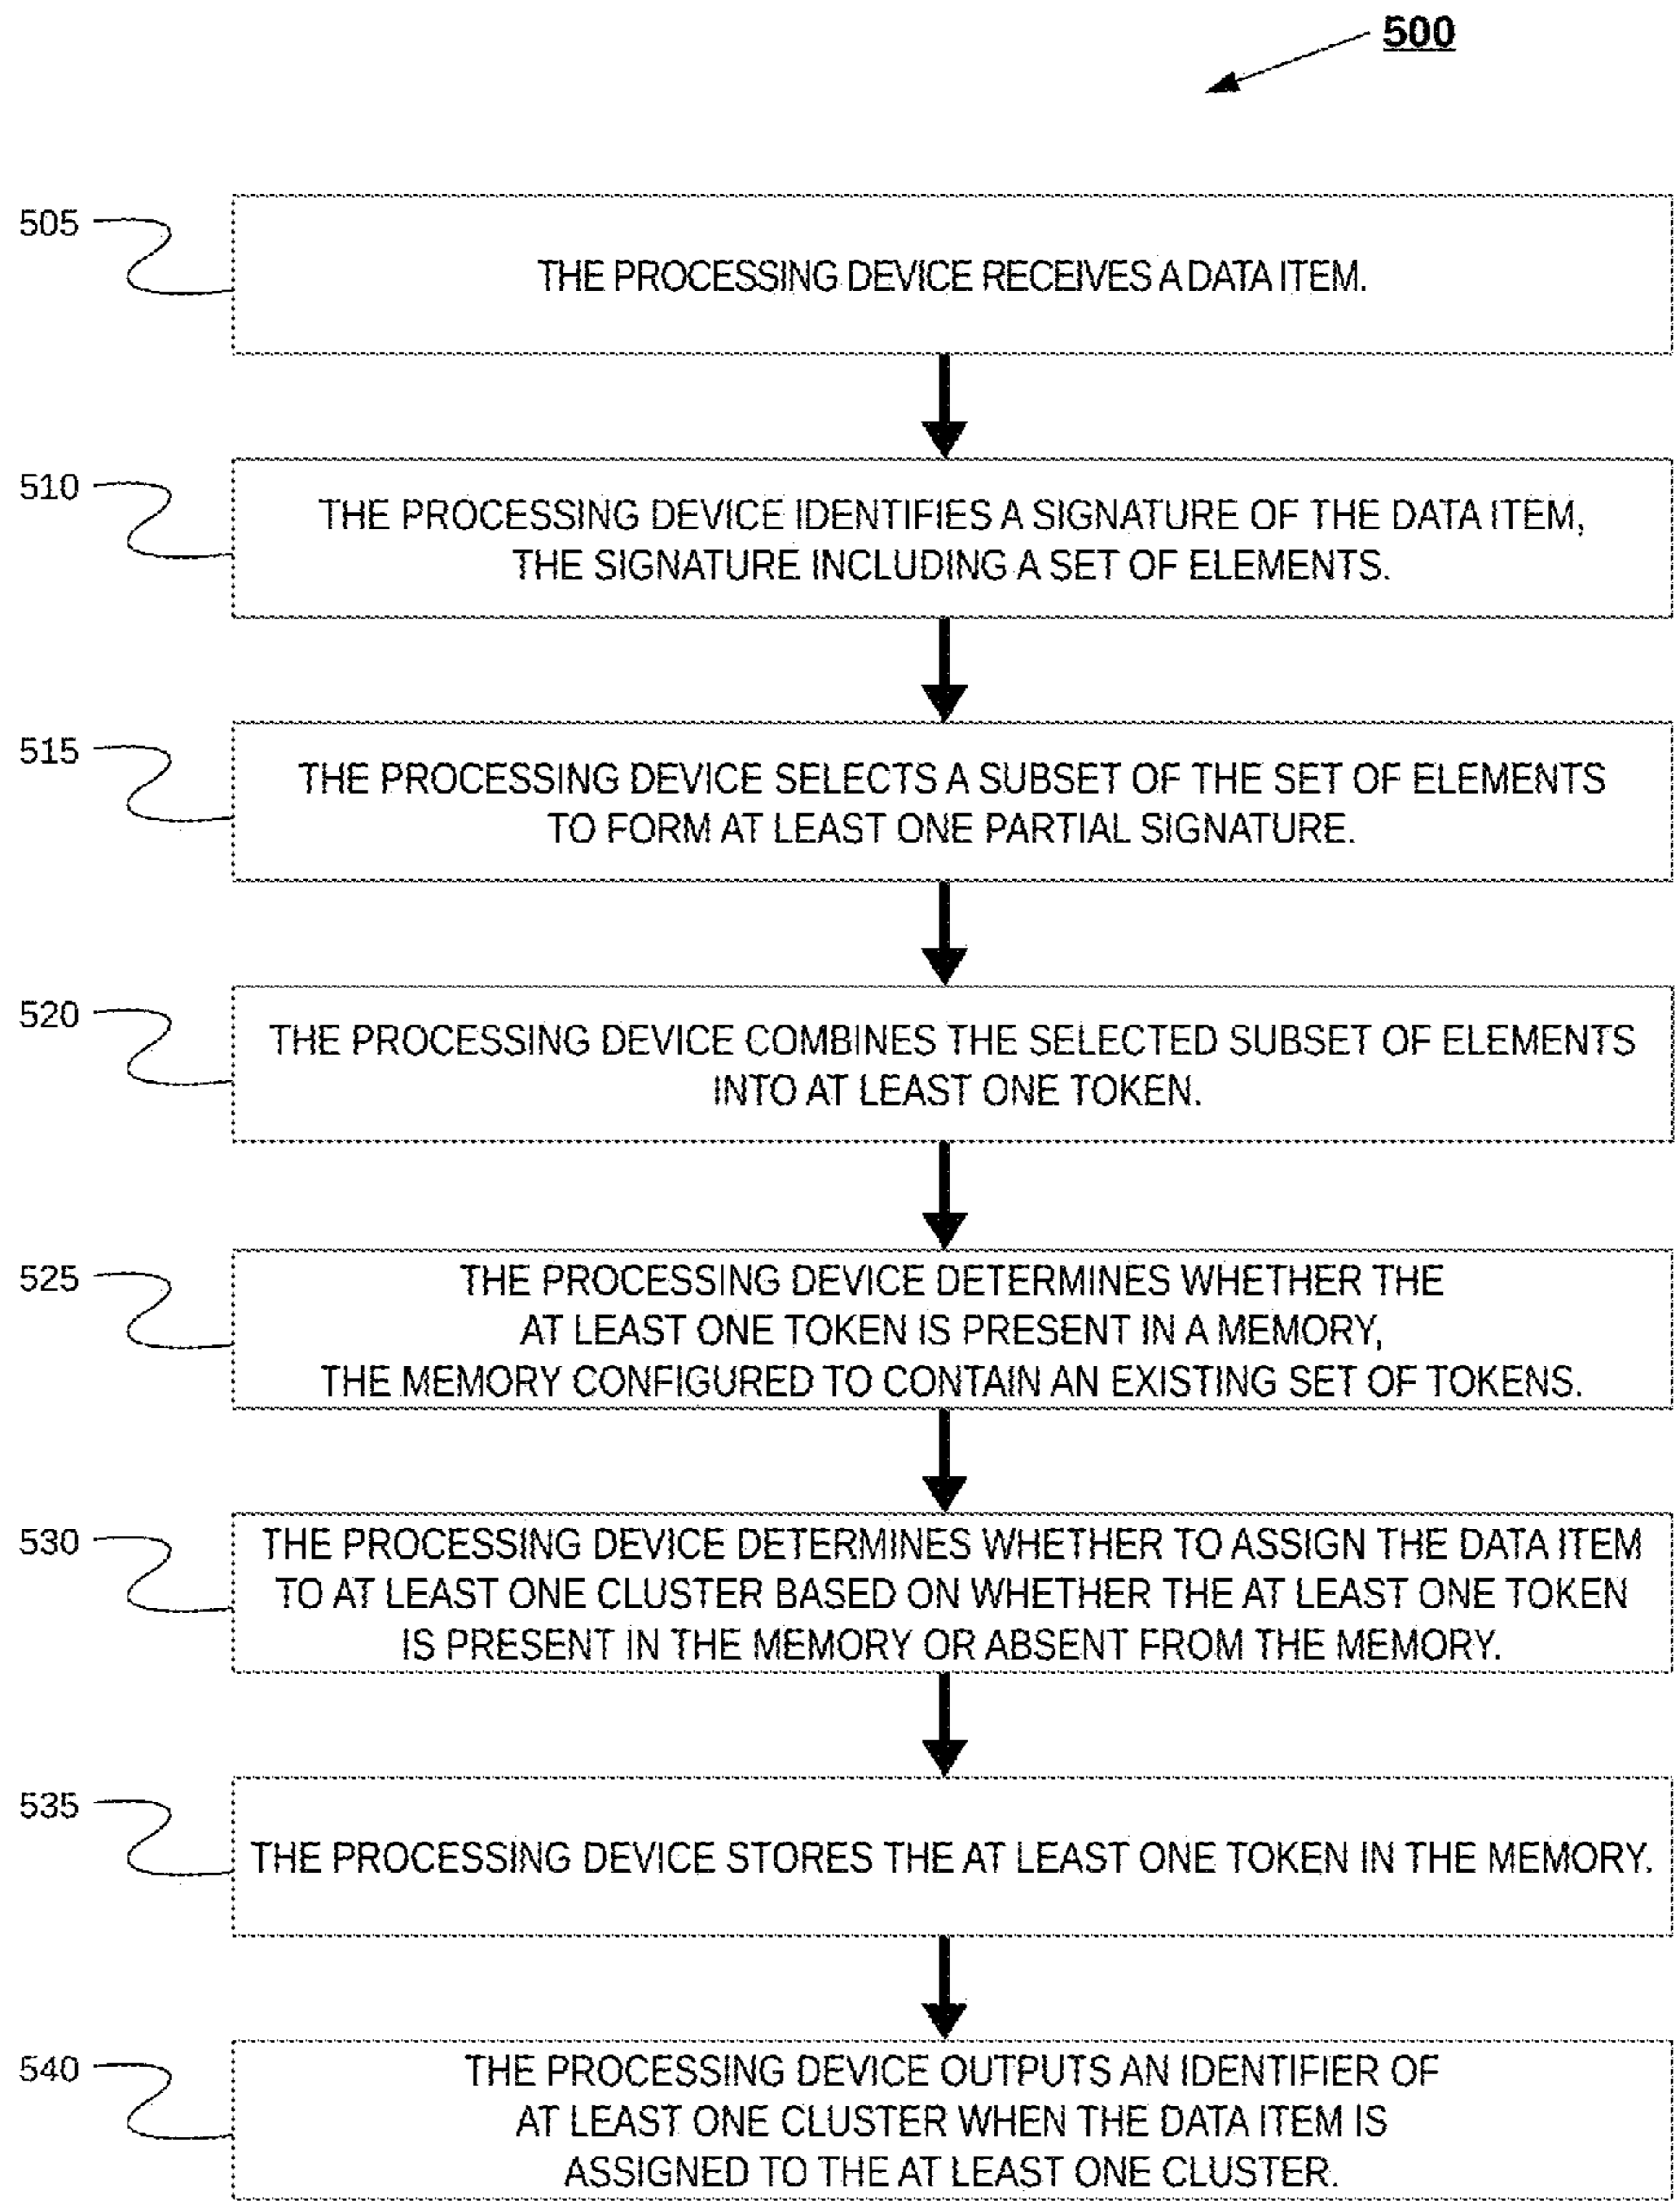 500
505
THE PROCESSING DEVICE RECEIVES A DATA ITEM.
510
THE PROCESSING DEVICE IDENTIFIES A SIGNATURE OF THE DATA ITEM,
THE SIGNATURE INCLUDING A SET OF ELEMENTS.
515
THE PROCESSING DEVICE SELECTS A SUBSET OF THE SET OF ELEMENTS
TO FORM AT LEAST ONE PARTIAL SIGNATURE.
520
THE PROCESSING DEVICE COMBINES THE SELECTED SUBSET OF ELEMENTS
INTO AT LEAST ONE TOKEN.
525
THE PROCESSING DEVICE DETERMINES WHETHER THE
AT LEAST ONE TOKEN IS PRESENT IN A MEMORY,
THE MEMORY CONFIGURED TO CONTAIN AN EXISTING SET OF TOKENS.
530
THE PROCESSING DEVICE DETERMINES WHETHER TO ASSIGN THE DATA ITEM
TO AT LEAST ONE CLUSTER BASED ON WHETHER THE AT LEAST ONE TOKEN
IS PRESENT IN THE MEMORY OR ABSENT FROM THE MEMORY.
535
THE PROCESSING DEVICE STORES THE AT LEAST ONE TOKEN IN THE MEMORY.
540
THE PROCESSING DEVICE OUTPUTS AN IDENTIFIER OF
AT LEAST ONE CLUSTER WHEN THE DATA ITEM IS
ASSIGNED TO THE AT LEAST ONE CLUSTER.